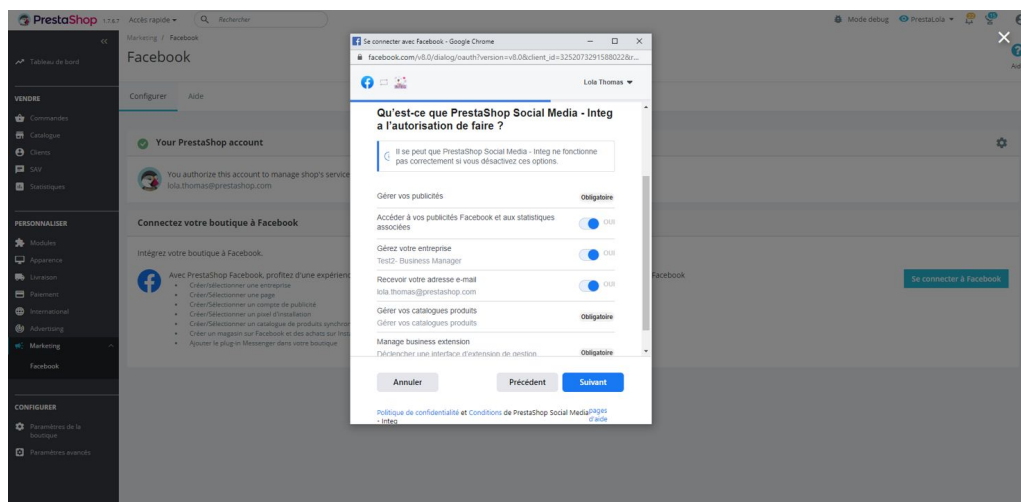 PrestaShop 1.7.6.7
Accès rapide
Rechercher
Mode debug
PrestaLola
Tableau de bord
VENDRE
Commandes
Catalogue
Clients
SAV
Statistiques
PERSONNALISER
Modules
Apparence
Livraison
Paiement
International
Advertising
Marketing
Facebook
CONFIGURER
Paramètres de la
boutique
Paramètres avancés
Marketing / Facebook
Facebook
Configurer Aide
Your PrestaShop account
You authorize this account to manage shop's service
lola.thomas@prestashop.com
Connectez votre boutique à Facebook
Intégrez votre boutique à Facebook.
Avec PrestaShop Facebook, profitez d'une expérienc
Créer/sélectionner une entreprise
Créer/Sélectionner une page
Créer/Sélectionner un compte de publicité
Créer/Sélectionner un pixel d'installation
Créer/Sélectionner un catalogue de produits synchron
Créer un magasin sur Facebook et des achats sur Inst
Ajouter le plug-in Messenger dans votre boutique
Facebook
Se connecter à Facebook
Se connecter avec Facebook - Google Chrome
facebook.com/v8.0/dialog/oauth?version=v8.0&client_id=325207329158802​2&r...
Lola Thomas
Qu'est-ce que PrestaShop Social Media - Integ
a l'autorisation de faire ?
Il se peut que PrestaShop Social Media - Integ ne fonctionne
pas correctement si vous désactivez ces options.
Gérer vos publicités
Obligatoire
Accéder à vos publicités Facebook et aux statistiques
associées
OUI
Gérez votre entreprise
Test2- Business Manager
OUI
Recevoir votre adresse e-mail
lola.thomas@prestashop.com
OUI
Gérer vos catalogues produits
Gérer vos catalogues produits
Obligatoire
Manage business extension
Déclencher une interface d'extension de gestion
Obligatoire
Annuler
Précédent
Suivant
Politique de confidentialité et Conditions de PrestaShop Social Media
- Integ
pages
d'aide